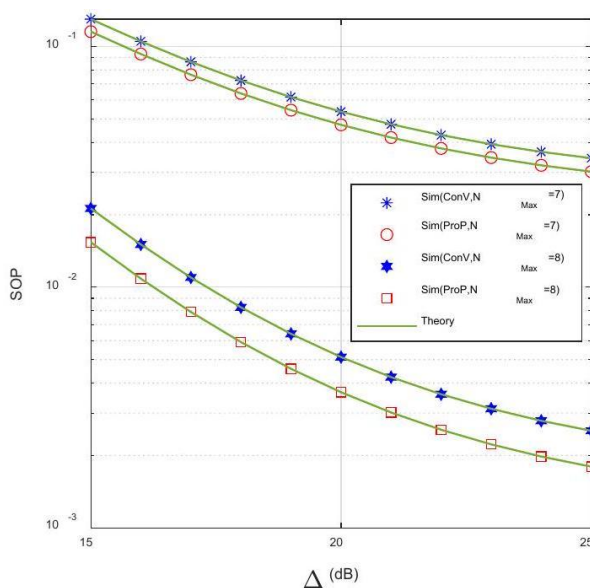 10 -1
Sim(ConV,N Max =7)
Sim(ProP,N Max =7)
Sim(ConV,N Max =8)
Sim(ProP,N Max =8)
Theory
SOP
10 -2
10 -3
15
20
25
Δ (dB)